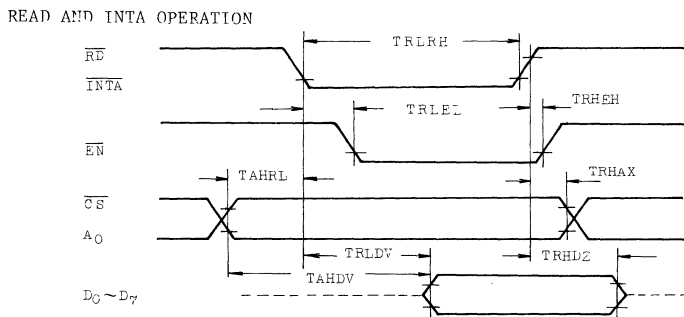 READ AND INTA OPERATION
TRLRH
RD
INTA
TRHEH
TRLEL
EN
TAHRL
TRHAX
CS
A0
TRLDV
TRHDZ
TAHDV
D0~D7